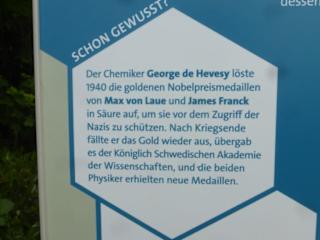 dessen
SCHON GEWUSST?
Der Chemiker George de Hevesy löste
1940 die goldenen Nobelpreismedaillen
von Max von Laue und James Franck
in Säure auf, um sie vor dem Zugriff der
Nazis zu schützen. Nach Kriegsende
fällte er das Gold wieder aus, übergab
es der Königlich Schwedischen Akademie
der Wissenschaften, und die beiden
Physiker erhielten neue Medaillen.